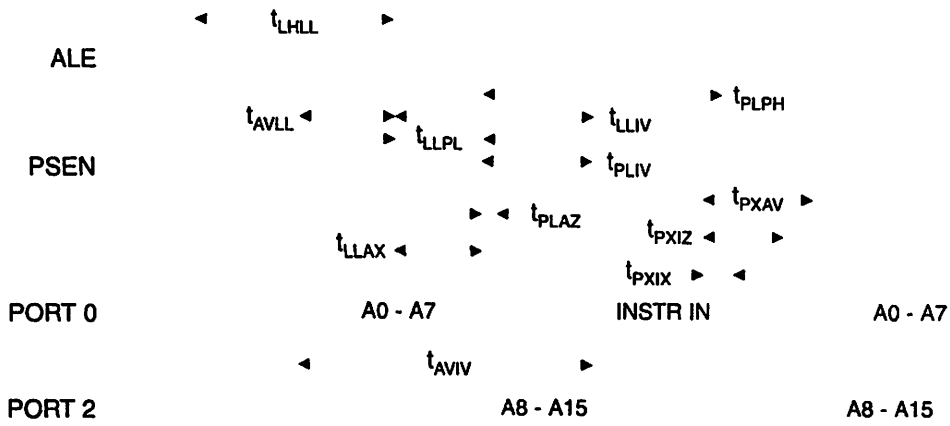 tLHLL
ALE
tPLPH
tAVLL tLLIV
tLLPL
PSEN tPLIV
tPXAV
tPLAZ
tLLAX tPXIZ
tPXIX
PORT 0 A0 - A7 INSTR IN A0 - A7
tAVIV
PORT 2 A8 - A15 A8 - A15